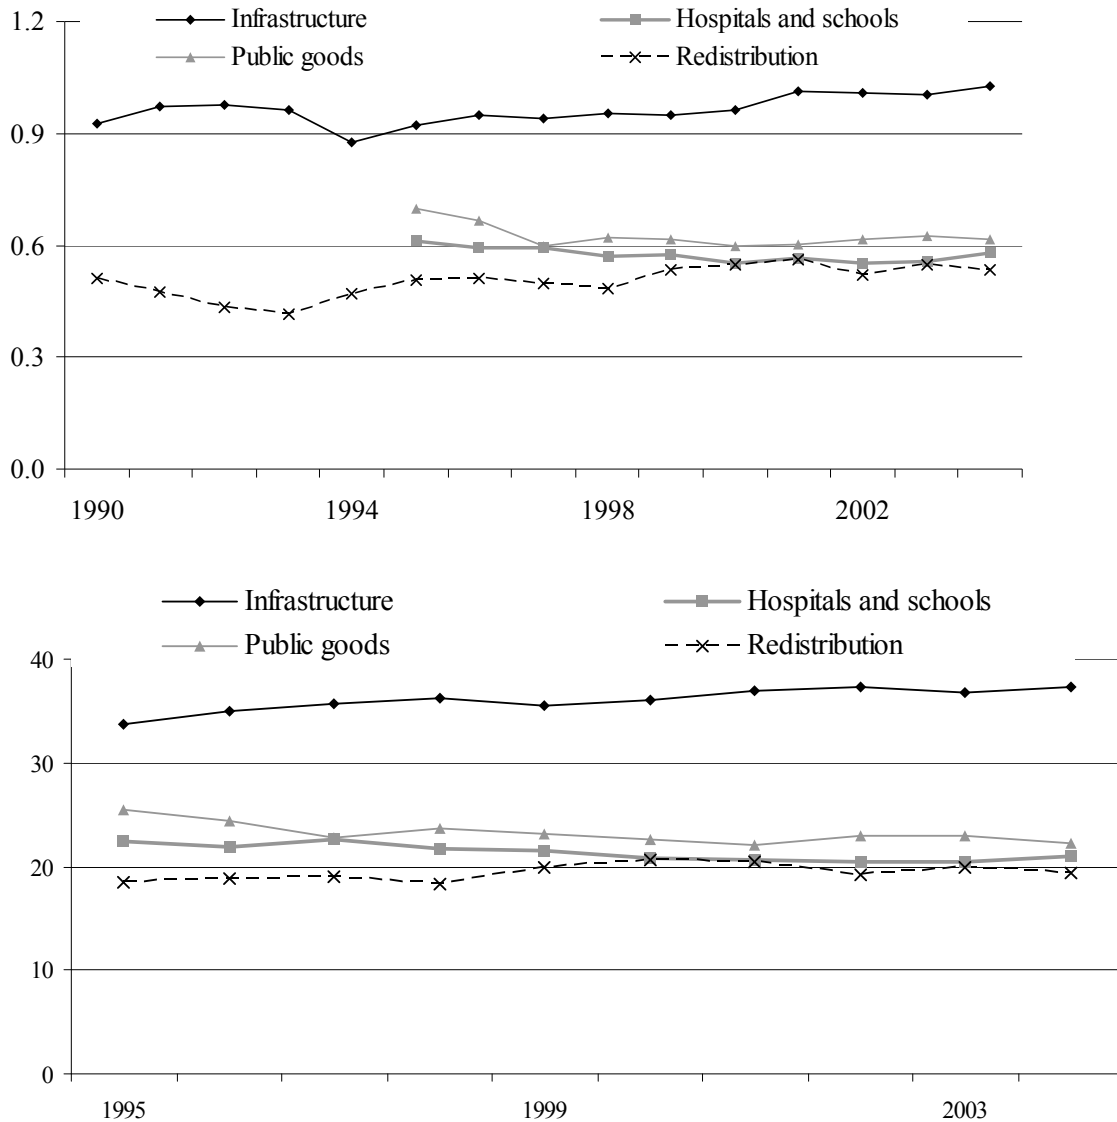 1.2 Infrastructure Hospitals and schools
Public goods Redistribution
0.9
0.6
0.3
0.0
1990 1994 1998 2002
Infrastructure Hospitals and schools
Public goods Redistribution
40
30
20
10
0
1995 1999 2003